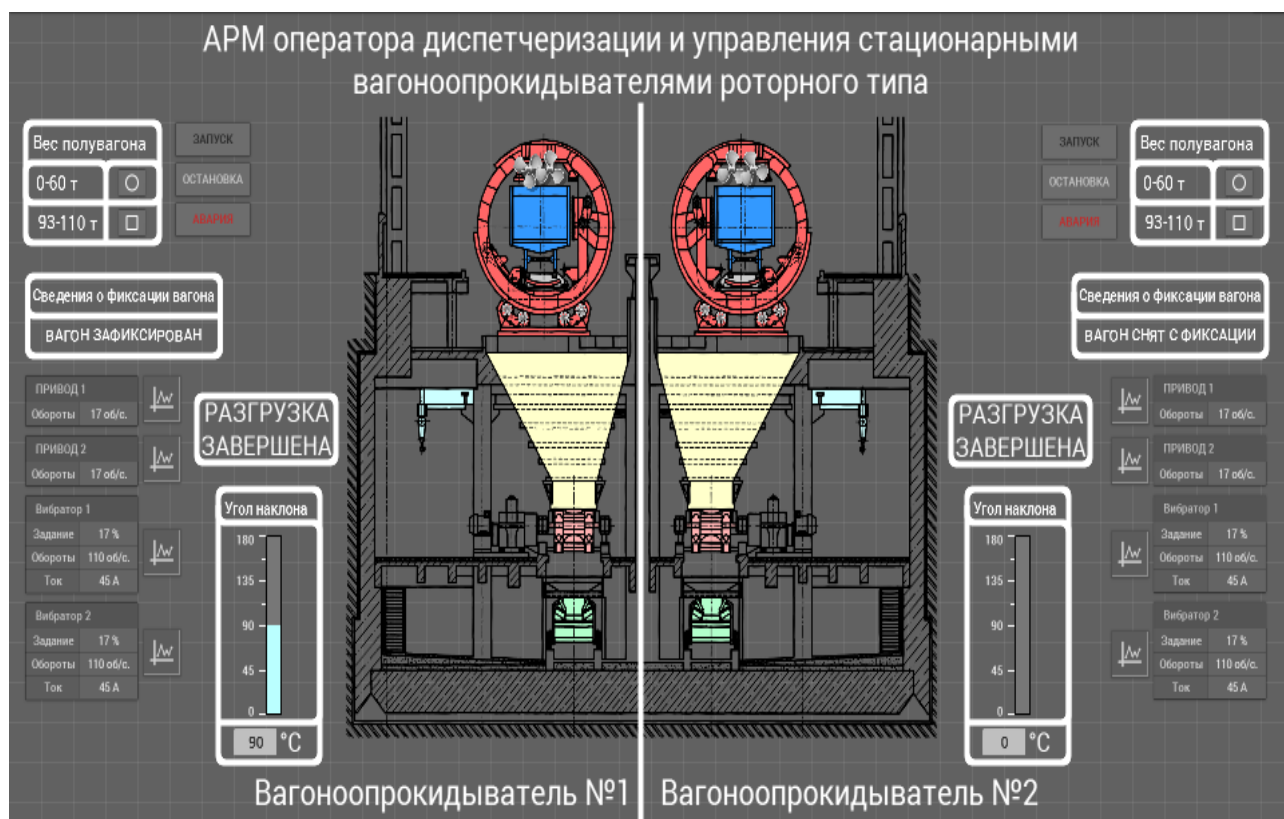 АРМ оператора диспетчеризации и управления стационарными
вагоноопрокидывателями роторного типа
Вес полувагона
0-60 т
93-110 т
ЗАПУСК
ОСТАНОВКА
АВАРИЯ
Сведения о фиксации вагона
ВАГОН ЗАФИКСИРОВАН
ПРИВОД 1
Обороты 17 об/с.
ПРИВОД 2
Обороты 17 об/с.
Вибратор 1
Задание 17 %
Обороты 110 об/с.
Ток 45 А
Вибратор 2
Задание 17 %
Обороты 110 об/с.
Ток 45 А
РАЗГРУЗКА
ЗАВЕРШЕНА
Угол наклона
180
135
90
45
0
90 °C
Вагоноопрокидыватель №1
ЗАПУСК
ОСТАНОВКА
АВАРИЯ
Вес полувагона
0-60 т
93-110 т
Сведения о фиксации вагона
ВАГОН СНЯТ С ФИКСАЦИИ
РАЗГРУЗКА
ЗАВЕРШЕНА
Угол наклона
180
135
90
45
0
0 °C
ПРИВОД 1
Обороты 17 об/с.
ПРИВОД 2
Обороты 17 об/с.
Вибратор 1
Задание 17 %
Обороты 110 об/с.
Ток 45 А
Вибратор 2
Задание 17 %
Обороты 110 об/с.
Ток 45 А
Вагоноопрокидыватель №2